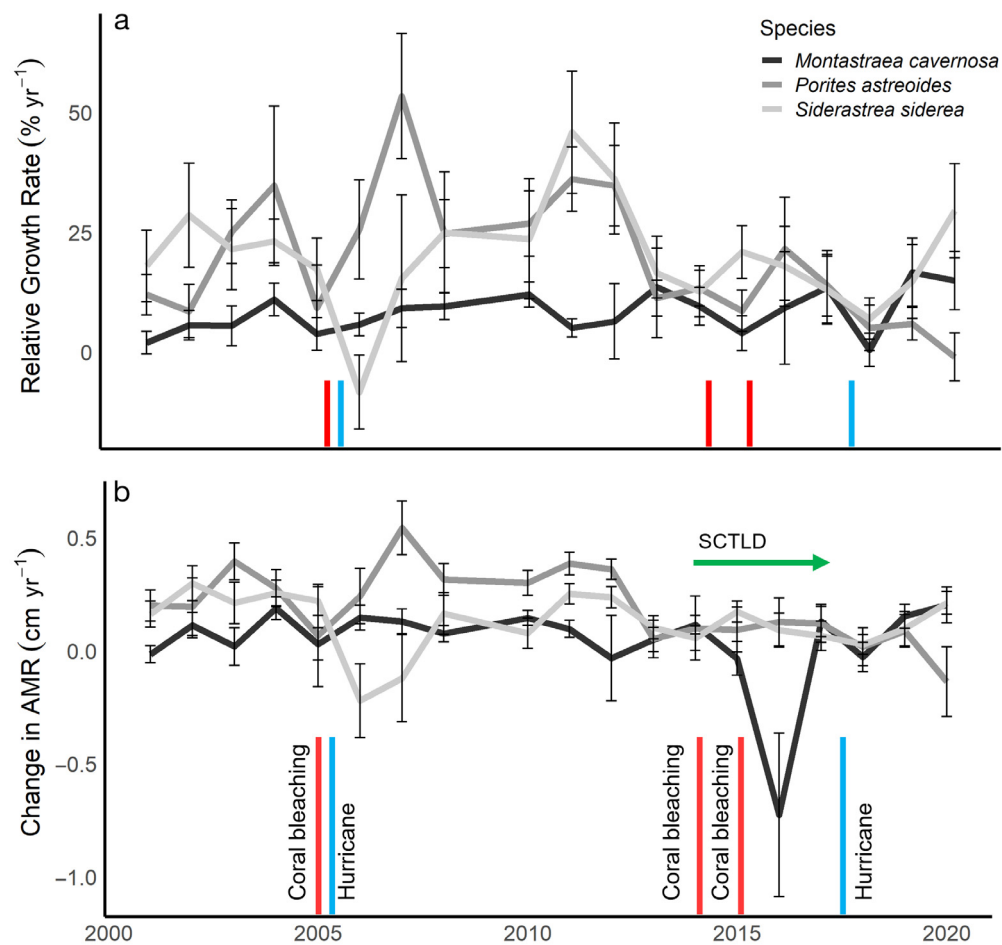 a
Species
Montastraea cavernosa
Porites astreoides
Siderastrea siderea
Relative Growth Rate (% yr⁻¹)
50
25
0
b
Change in AMR (cm yr⁻¹)
0.5
0.0
−0.5
−1.0
SCTLD
Coral bleaching
Hurricane
Coral bleaching
Coral bleaching
Hurricane
2000
2005
2010
2015
2020